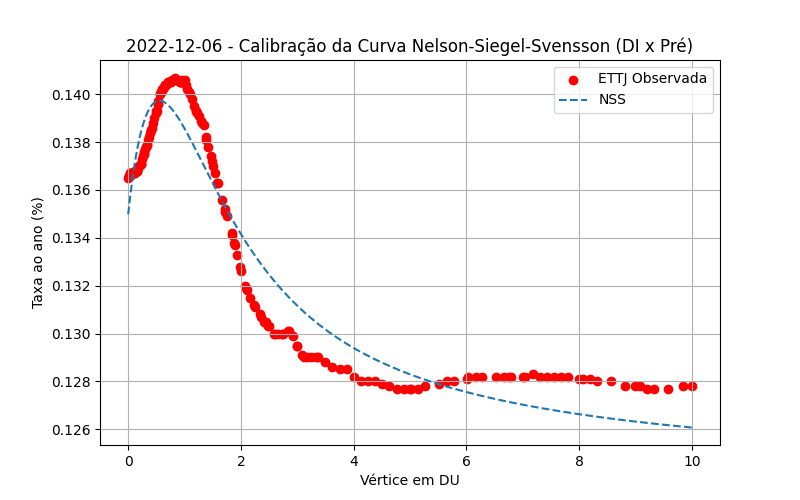 2022-12-06 - Calibração da Curva Nelson-Siegel-Svensson (DI x Pré)
ETTJ Observada
NSS
Taxa ao ano (%)
0.140
0.138
0.136
0.134
0.132
0.130
0.128
0.126
0 2 4 6 8 10
Vértice em DU